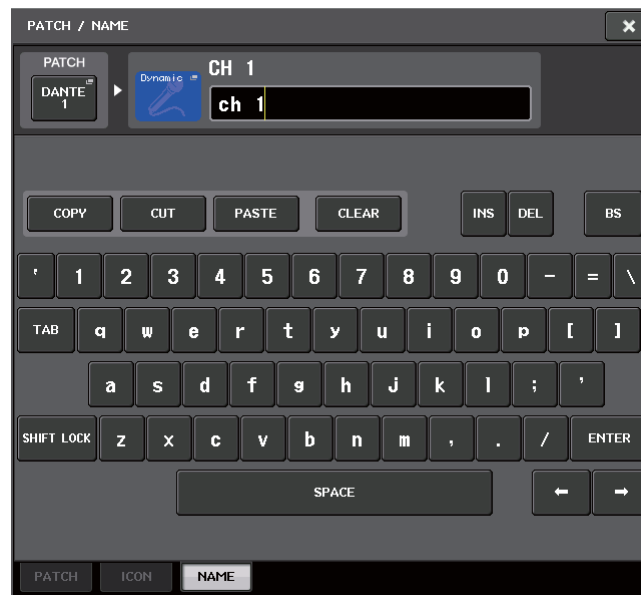 PATCH / NAME
PATCH
DANTE
1
Dynamic
CH 1
ch 1
COPY CUT PASTE CLEAR INS DEL BS
' 1 2 3 4 5 6 7 8 9 0 - = \
TAB q w e r t y u i o p [ ]
a s d f g h j k l ; '
SHIFT LOCK z x c v b n m , . / ENTER
SPACE ← →
PATCH ICON NAME